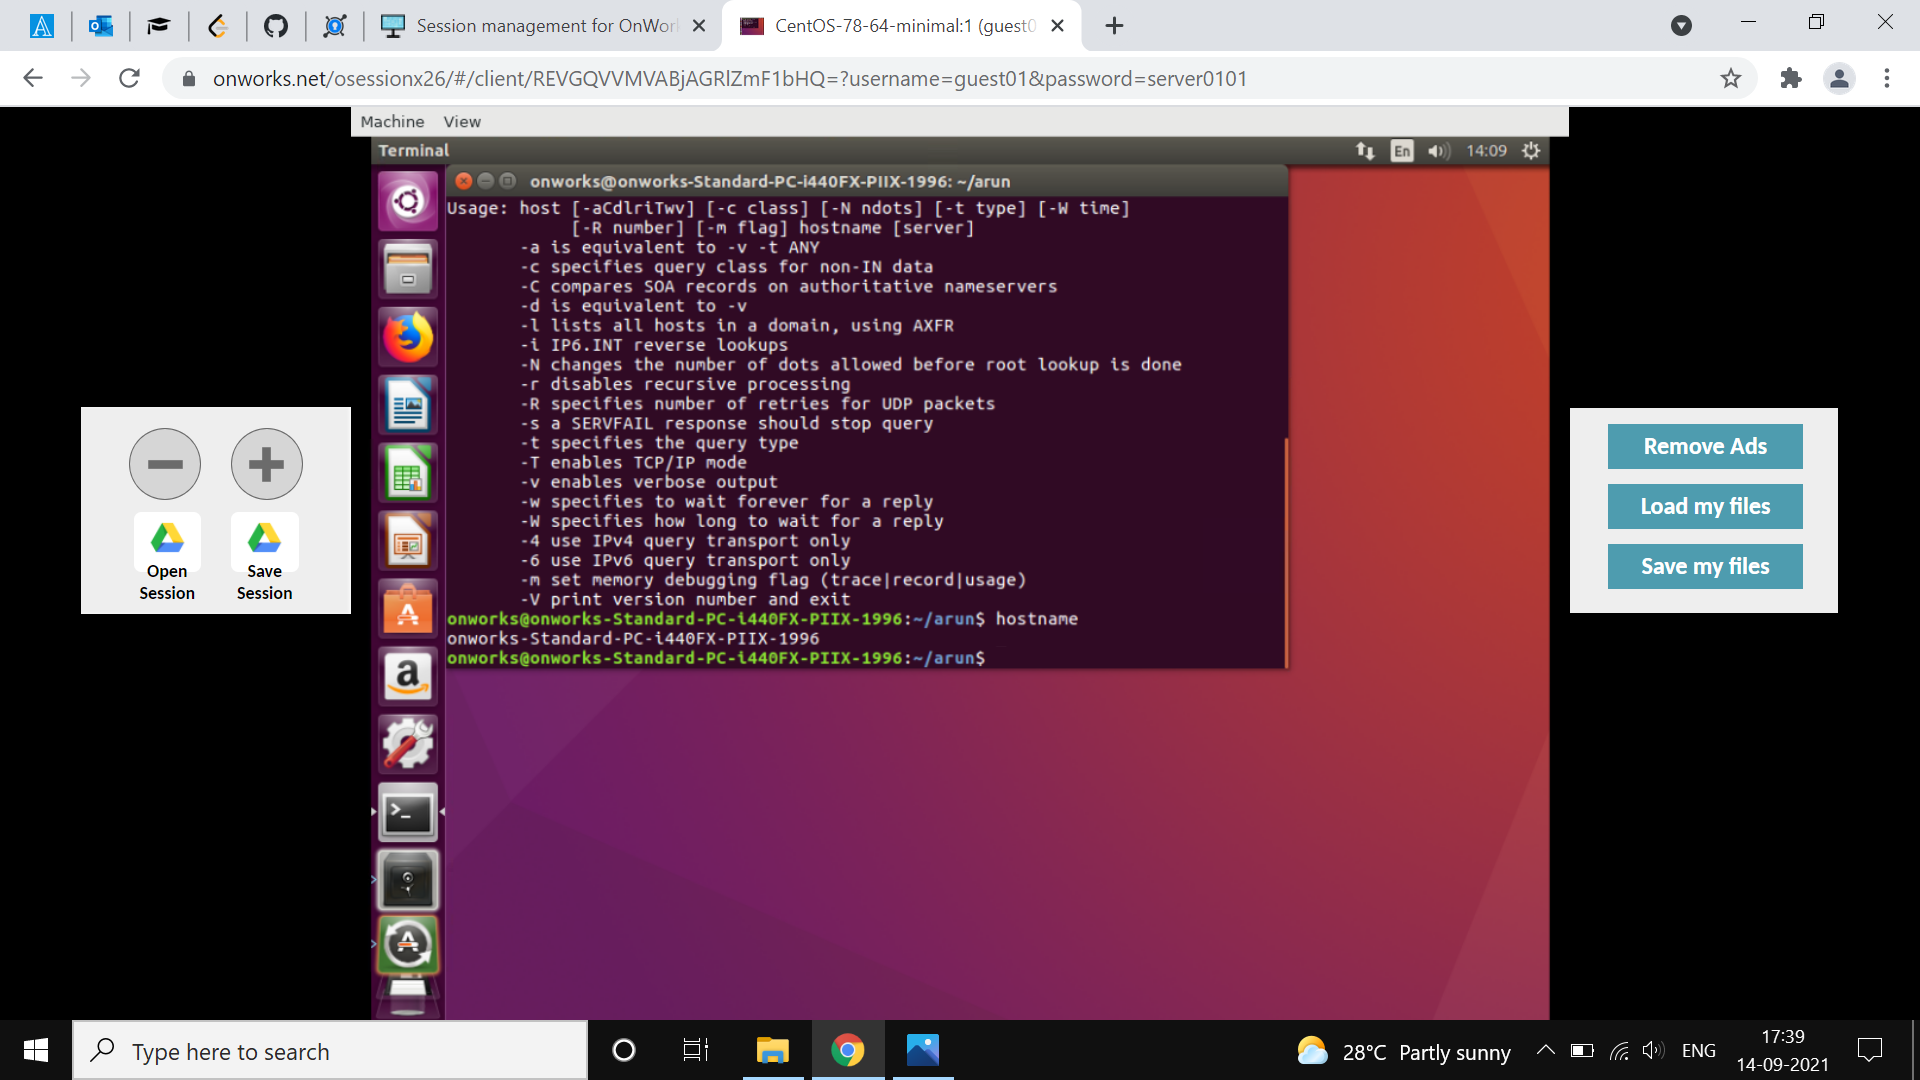 Session management for OnWork
CentOS-78-64-minimal:1 (guest0
onworks.net/osessionx26/#/client/REVGQVVMVABjAGRlZmF1bHQ=?username=guest01&password=server0101
Machine View
Terminal
En
14:09
onworks@onworks-Standard-PC-i440FX-PIIX-1996: ~/arun
Usage: host [-aCdlriTwv] [-c class] [-N ndots] [-t type] [-W time]
[-R number] [-m flag] hostname [server]
-a is equivalent to -v -t ANY
-c specifies query class for non-IN data
-C compares SOA records on authoritative nameservers
-d is equivalent to -v
-l lists all hosts in a domain, using AXFR
-i IP6.INT reverse lookups
-N changes the number of dots allowed before root lookup is done
-r disables recursive processing
-R specifies number of retries for UDP packets
-s a SERVFAIL response should stop query
-t specifies the query type
-T enables TCP/IP mode
-v enables verbose output
-w specifies to wait forever for a reply
-W specifies how long to wait for a reply
-4 use IPv4 query transport only
-6 use IPv6 query transport only
-m set memory debugging flag (trace|record|usage)
-V print version number and exit
onworks@onworks-Standard-PC-i440FX-PIIX-1996:~/arun$ hostname
onworks-Standard-PC-i440FX-PIIX-1996
onworks@onworks-Standard-PC-i440FX-PIIX-1996:~/arun$
Open
Session
Save
Session
Remove Ads
Load my files
Save my files
Type here to search
28°C Partly sunny
ENG
17:39
14-09-2021